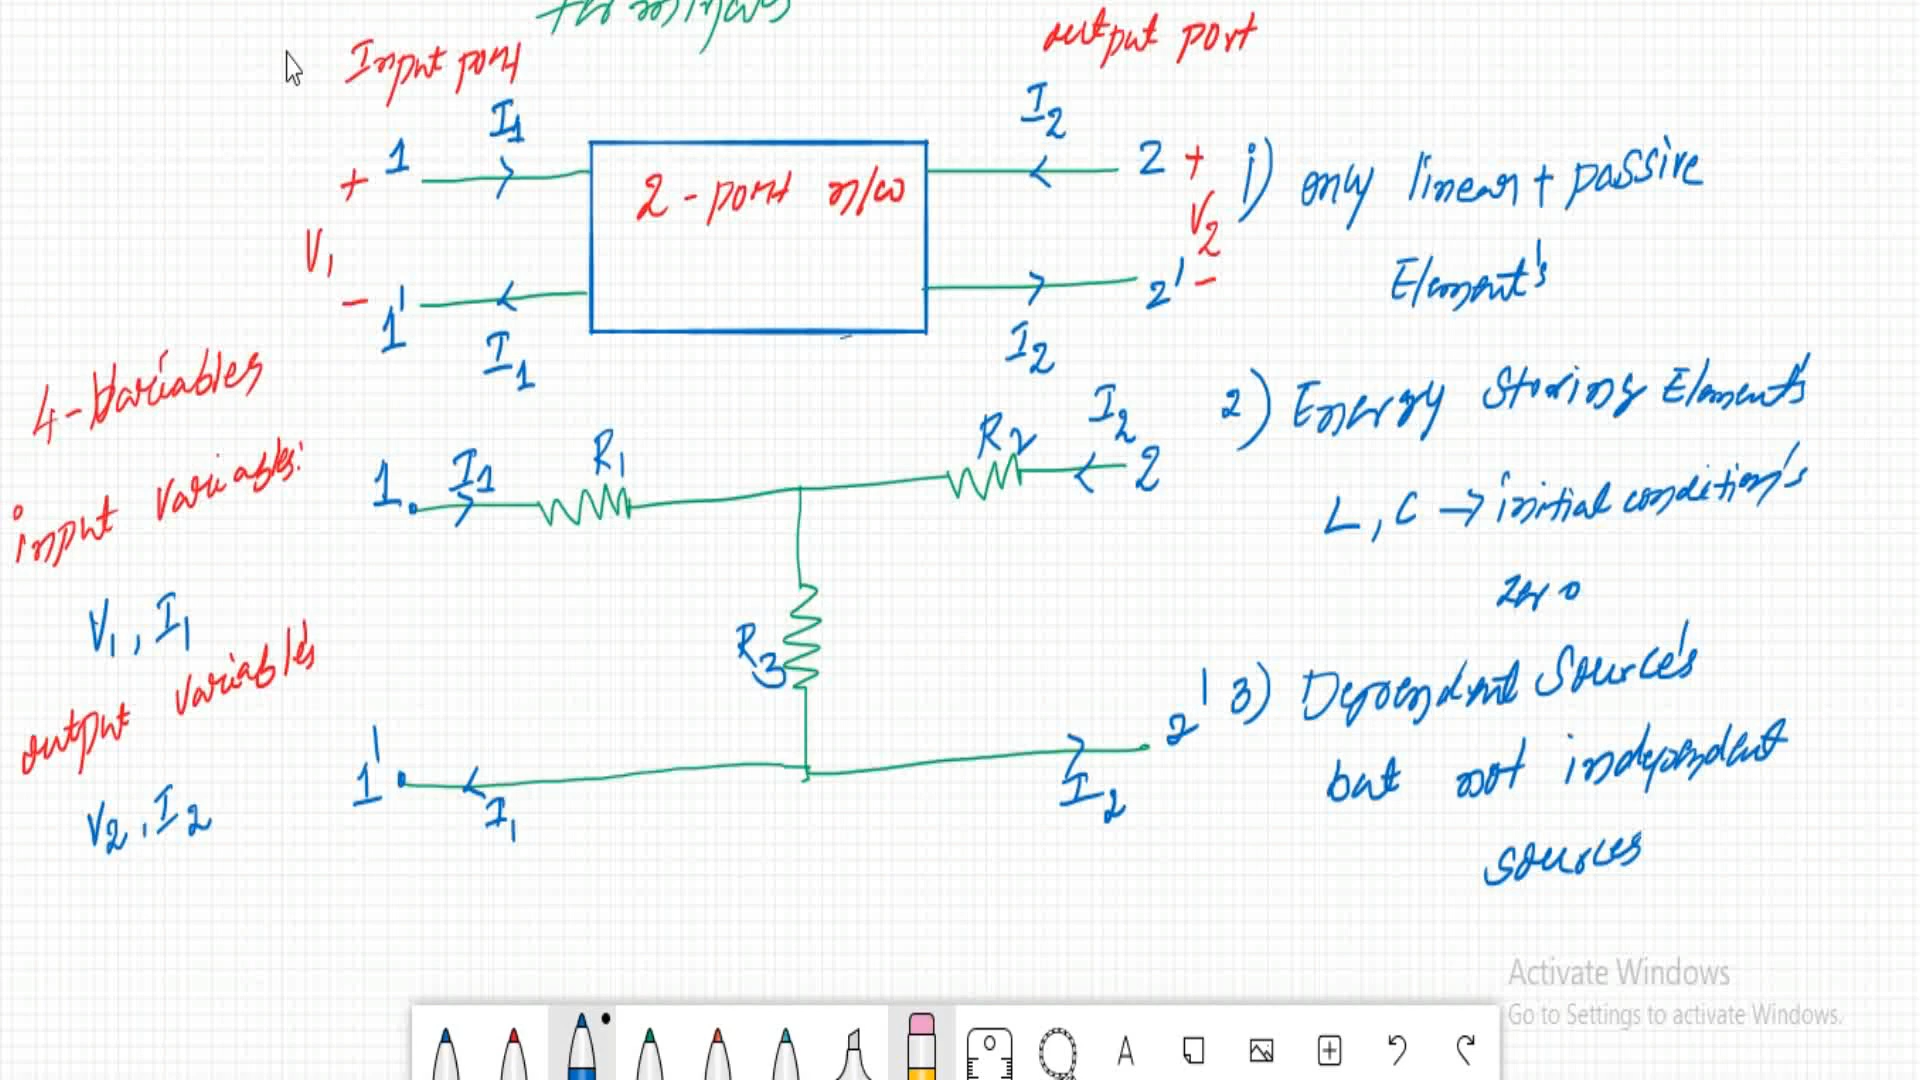 Input port
output port
I1
I2
1
2
+
+
2-port n/w
V1
V2
-
-
1'
2'
I1
I2
1) only linear + passive
Element's
4-Variables
input variables:
V1, I1
output variable's
V2, I2
1
I1
R1
R2
I2
2
R3
1'
I1
I2
2'
2) Energy Storing Element's
L, C → initial condition's
zero
3) Dependent Source's
but not independent
sources
Activate Windows
Go to Settings to activate Windows.
A